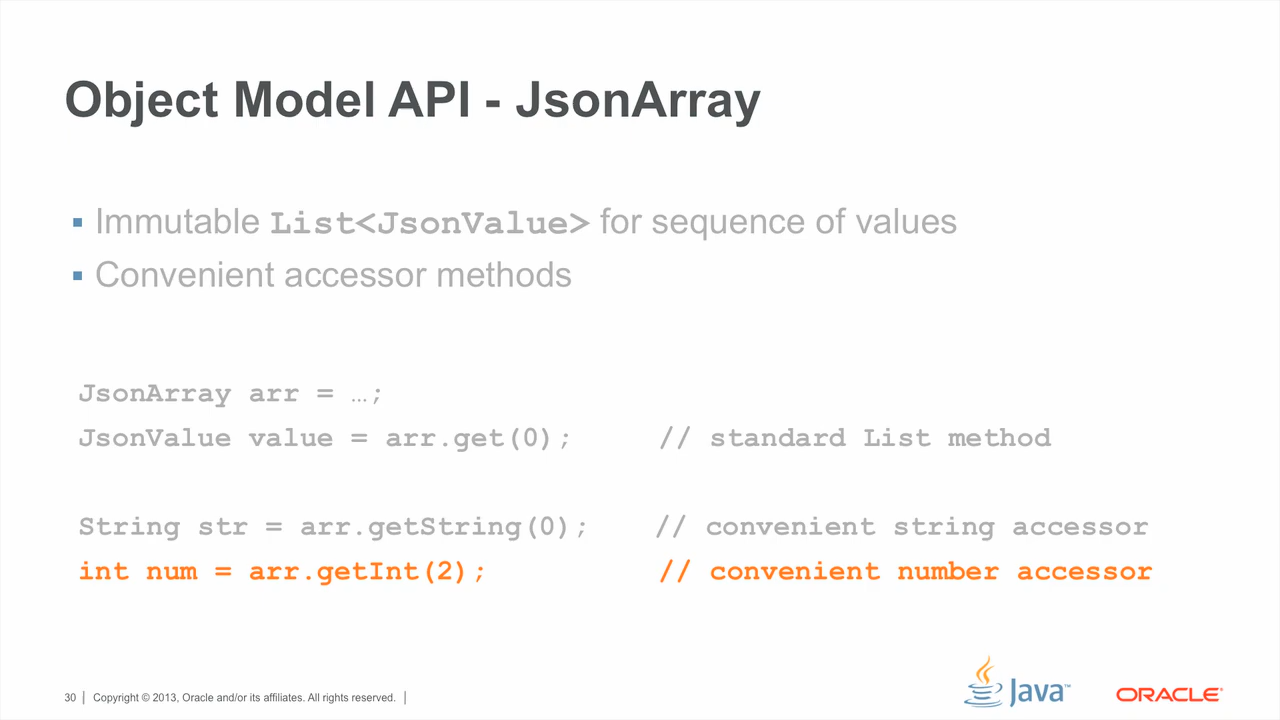 Object Model API - JsonArray
▪ Immutable List<JsonValue> for sequence of values
▪ Convenient accessor methods
JsonArray arr = …;
JsonValue value = arr.get(0); // standard List method
String str = arr.getString(0); // convenient string accessor
int num = arr.getInt(2); // convenient number accessor
30 | Copyright © 2013, Oracle and/or its affiliates. All rights reserved. |
Java™
ORACLE®